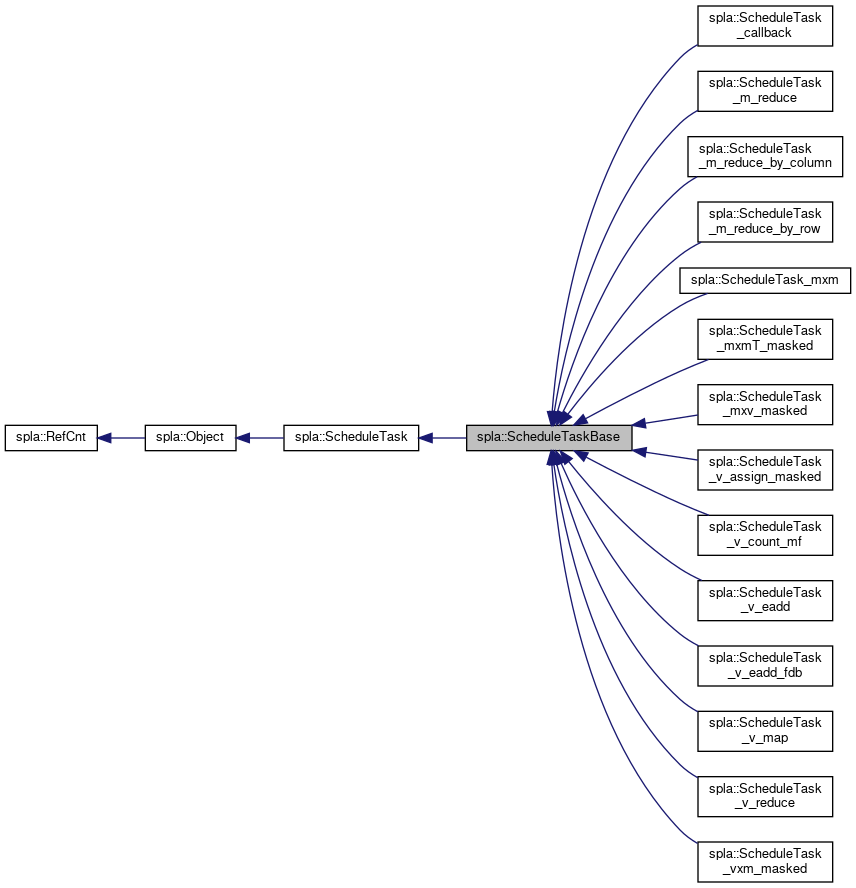 spla::RefCnt
spla::Object
spla::ScheduleTask
spla::ScheduleTaskBase
spla::ScheduleTask
_callback
spla::ScheduleTask
_m_reduce
spla::ScheduleTask
_m_reduce_by_column
spla::ScheduleTask
_m_reduce_by_row
spla::ScheduleTask_mxm
spla::ScheduleTask
_mxmT_masked
spla::ScheduleTask
_mxv_masked
spla::ScheduleTask
_v_assign_masked
spla::ScheduleTask
_v_count_mf
spla::ScheduleTask
_v_eadd
spla::ScheduleTask
_v_eadd_fdb
spla::ScheduleTask
_v_map
spla::ScheduleTask
_v_reduce
spla::ScheduleTask
_vxm_masked